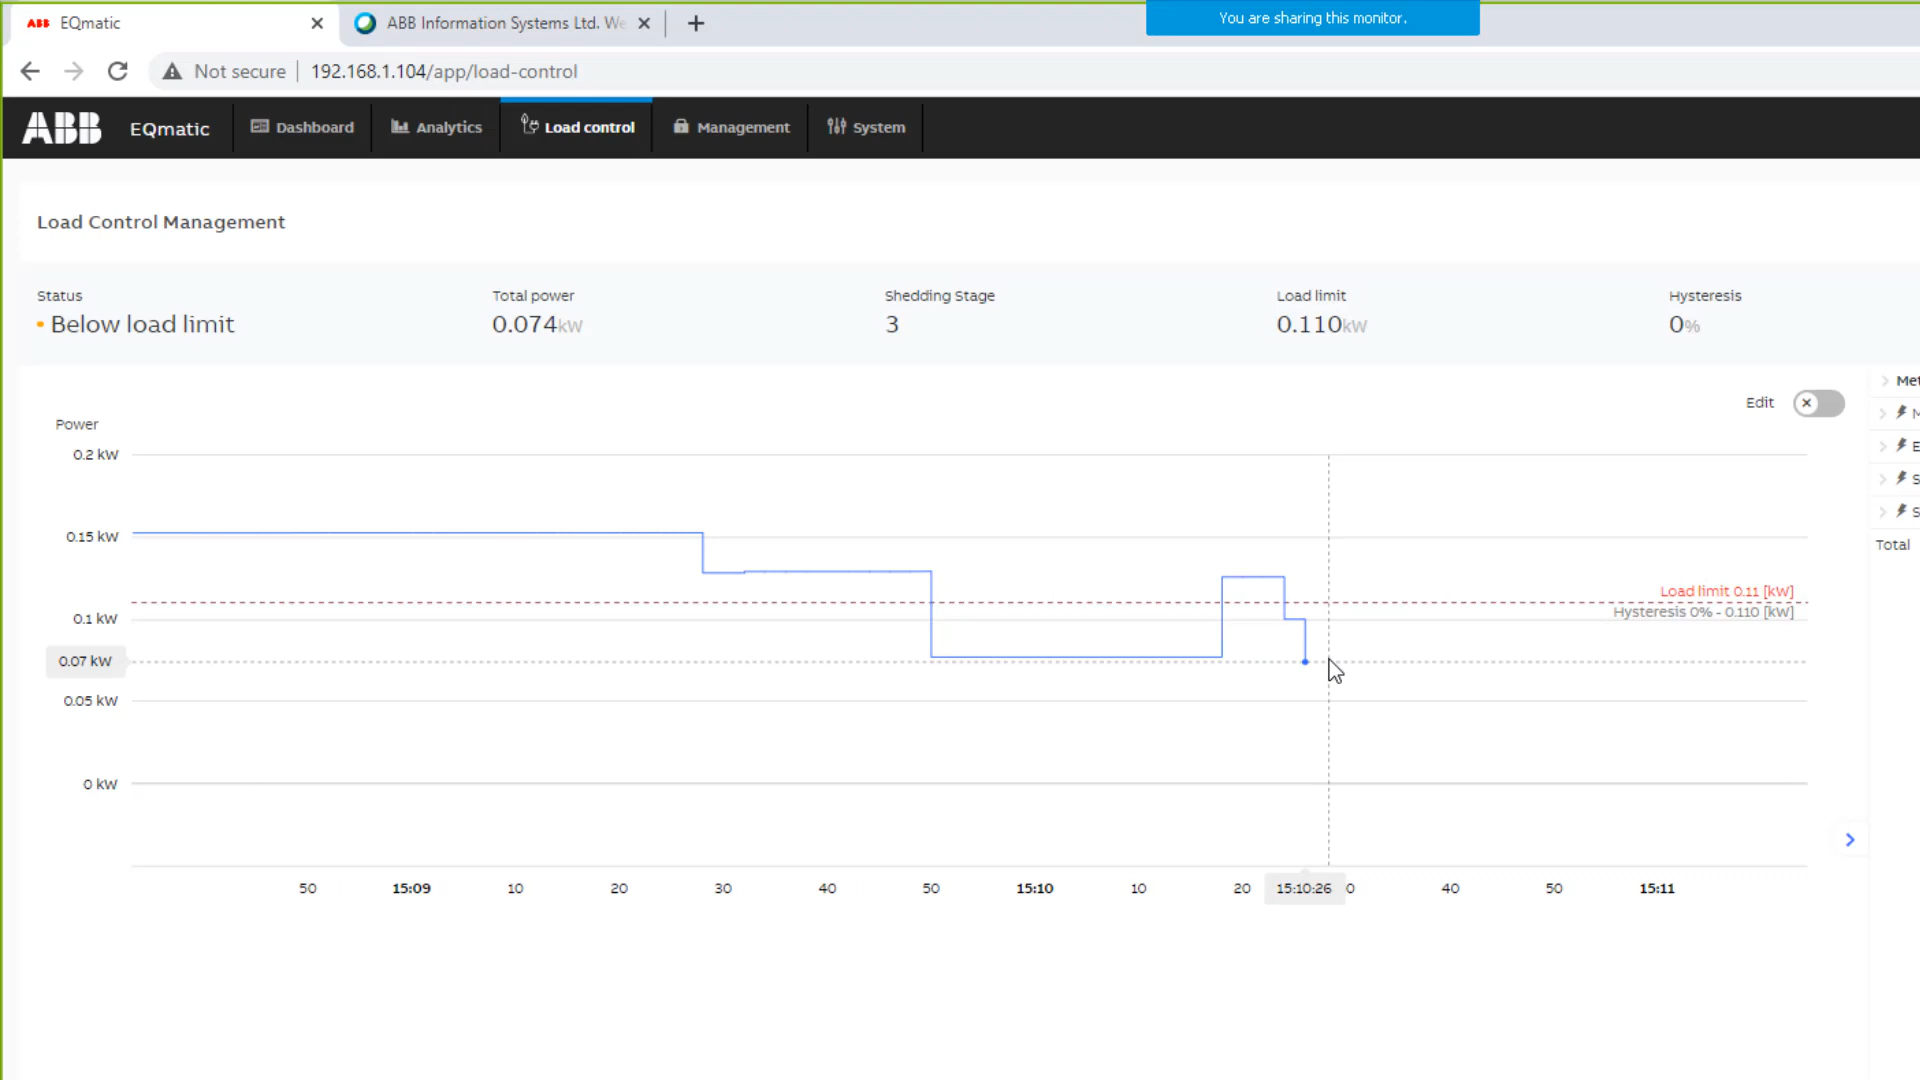 ABB EQmatic
ABB Information Systems Ltd. We
You are sharing this monitor.
Not secure 192.168.1.104/app/load-control
ABB EQmatic Dashboard Analytics Load control Management System
Load Control Management
Status Total power Shedding Stage Load limit Hysteresis
Below load limit 0.074kW 3 0.110kW 0%
Edit
Met
Power
0.2 kW
0.15 kW
0.1 kW
0.07 kW
0.05 kW
0 kW
Load limit 0.11 [kW]
Hysteresis 0% - 0.110 [kW]
M
E
S
S
Total
50 15:09 10 20 30 40 50 15:10 10 20 15:10:26 0 40 50 15:11